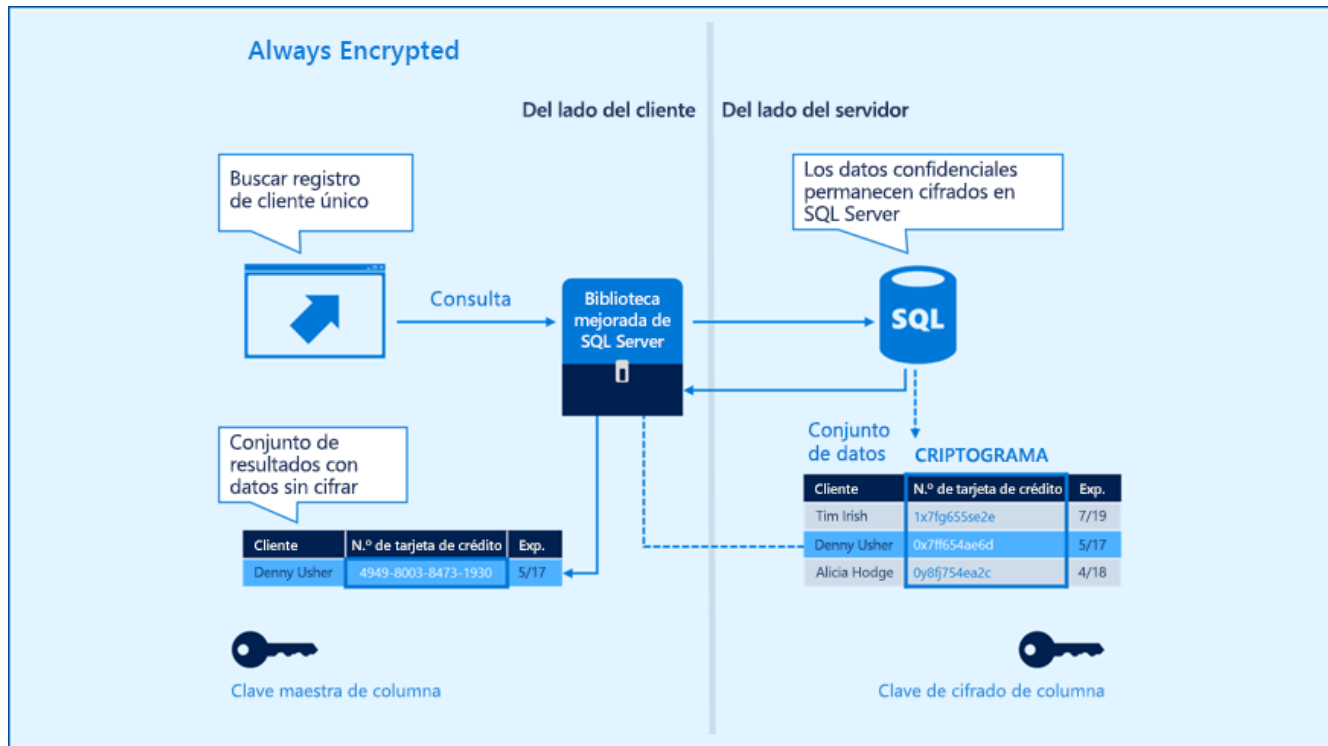 Always Encrypted
Del lado del cliente
Del lado del servidor
Buscar registro
de cliente único
Los datos confidenciales
permanecen cifrados en
SQL Server
Consulta
Biblioteca
mejorada de
SQL Server
SQL
Conjunto de
resultados con
datos sin cifrar
Conjunto
de datos
CRIPTOGRAMA
Cliente N.º de tarjeta de crédito Exp.
Tim Irish 1x7fg655se2e 7/19
Denny Usher 0x7ff654ae6d 5/17
Alicia Hodge 0y8fj754ea2c 4/18
Cliente N.º de tarjeta de crédito Exp.
Denny Usher 4949-8003-8473-1930 5/17
Clave maestra de columna
Clave de cifrado de columna